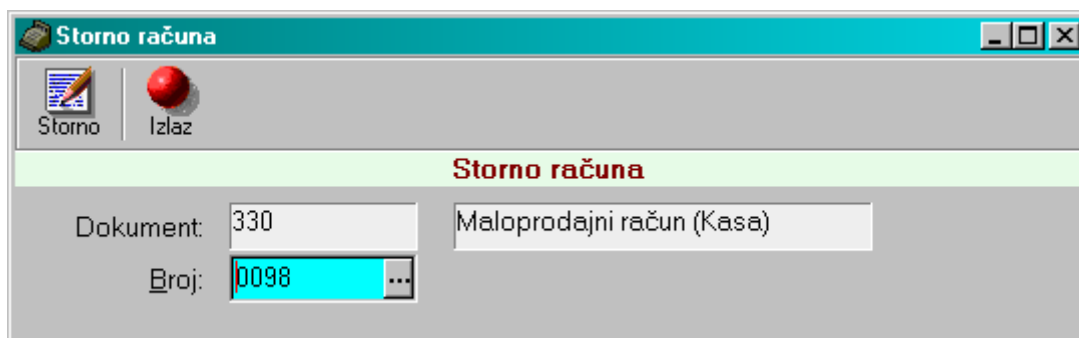 Storno računa
Storno Izlaz
Storno računa
Dokument: 330 Maloprodajni račun (Kasa)
Broj: 0098 ...